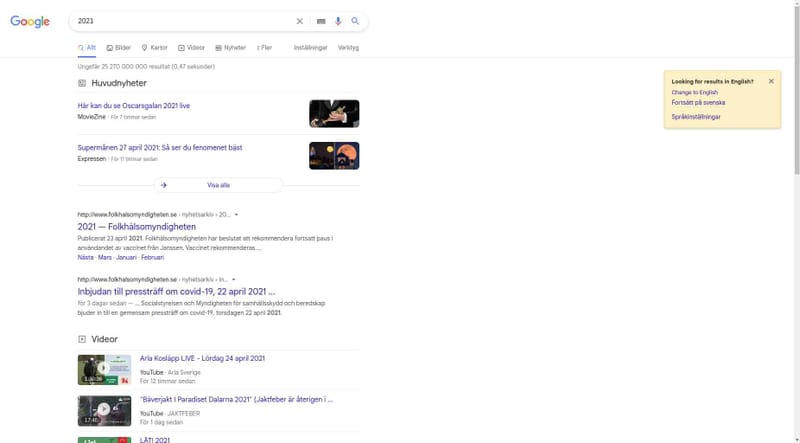 Google
2021
Allt Bilder Kartor Videor Nyheter Fler Inställningar Verktyg
Ungefär 25 270 000 000 resultat (0,47 sekunder)
Looking for results in English?
Change to English
Fortsätt på svenska
Språkinställningar
Huvudnyheter
Här kan du se Oscarsgalan 2021 live
MovieZine · För 7 timmar sedan
Supermånen 27 april 2021: Så ser du fenomenet bäst
Expressen · För 11 timmar sedan
Visa alla
http://www.folkhalsomyndigheten.se › nyhetsarkiv › 20...
2021 — Folkhälsomyndigheten
Publicerat 23 april 2021. Folkhälsomyndigheten har beslutat att rekommendera fortsatt paus i
användandet av vaccinet från Janssen. Vaccinet rekommenderas ...
Nästa · Mars · Januari · Februari
http://www.folkhalsomyndigheten.se › nyhetsarkiv › in...
Inbjudan till pressträff om covid-19, 22 april 2021 ...
för 3 dagar sedan — ... Socialstyrelsen och Myndigheten för samhällsskydd och beredskap
bjuder in till en gemensam pressträff om covid-19, torsdagen 22 april 2021.
Videor
Arla Kosläpp LIVE - Lördag 24 april 2021
YouTube · Arla Sverige
För 12 timmar sedan
"Bäverjakt I Paradiset Dalarna 2021" (Jaktfeber är återigen i ...
YouTube · JAKTFEBER
För 1 dag sedan
17:46
LÅT! 2021